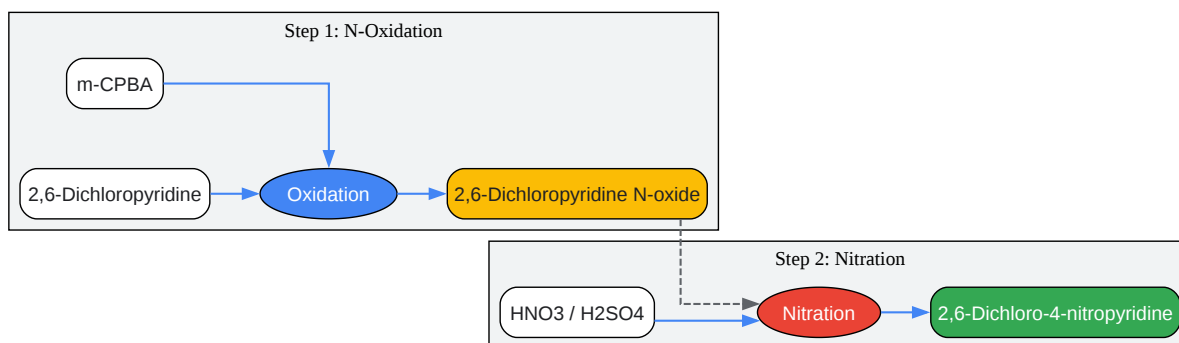 Step 1: N-Oxidation
m-CPBA
2,6-Dichloropyridine
Oxidation
2,6-Dichloropyridine N-oxide
Step 2: Nitration
HNO3 / H2SO4
Nitration
2,6-Dichloro-4-nitropyridine